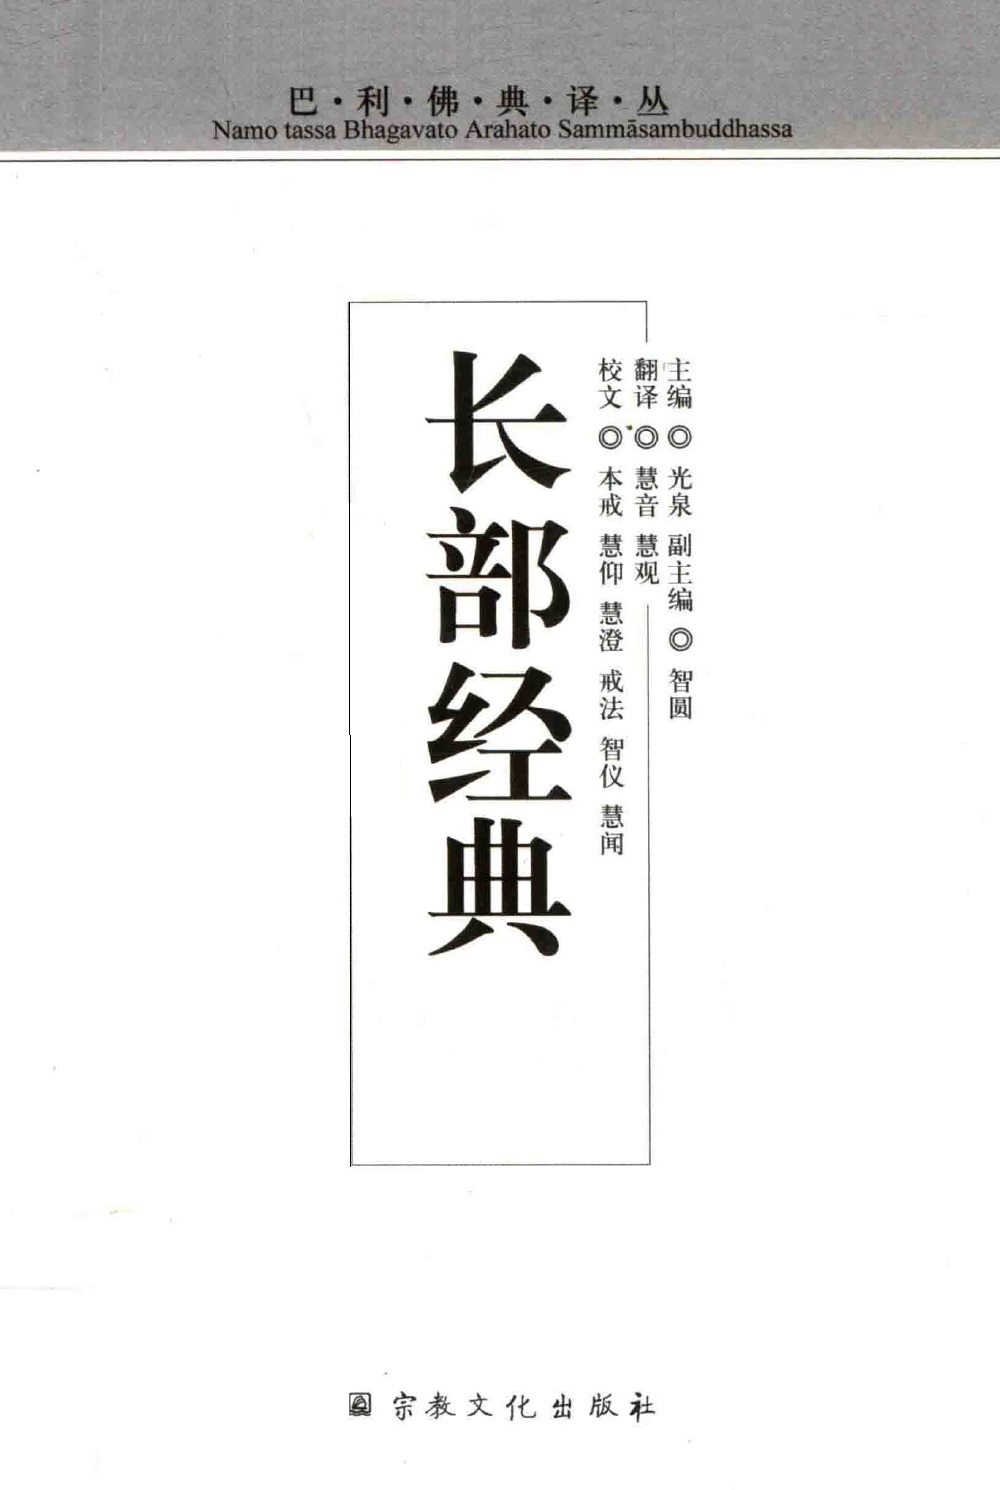 巴·利·佛·典·译·丛
Namo tassa Bhagavato Arahato Sammāsambuddhassa
主编◎光泉 副主编◎智圆
翻译◎慧音 慧观
校文◎本戒 慧仰 慧澄 戒法 智仪 慧闻
长部经典
宗教文化出版社